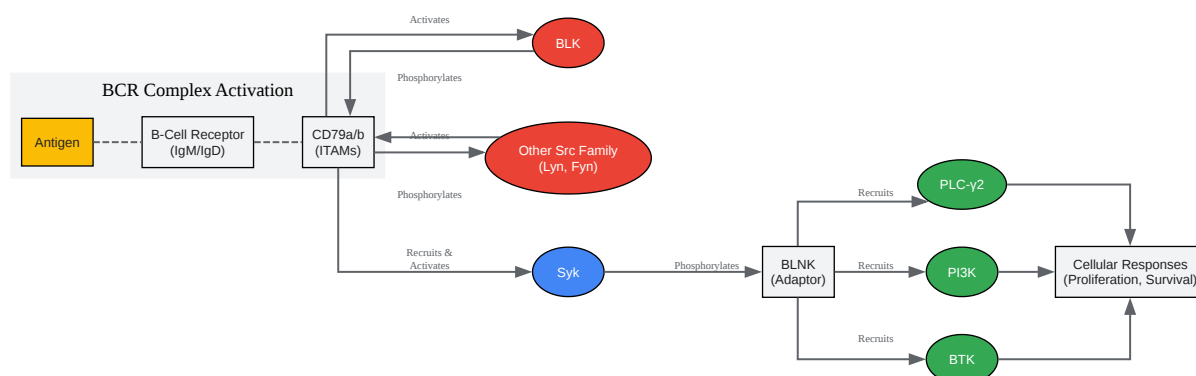 Activates
BLK
Phosphorylates
BCR Complex Activation
Antigen
B-Cell Receptor
(IgM/IgD)
CD79a/b
(ITAMs)
Activates
Other Src Family
(Lyn, Fyn)
Phosphorylates
Recruits &
Activates
Syk
Phosphorylates
BLNK
(Adaptor)
Recruits
PLC-γ2
Recruits
PI3K
Recruits
BTK
Cellular Responses
(Proliferation, Survival)